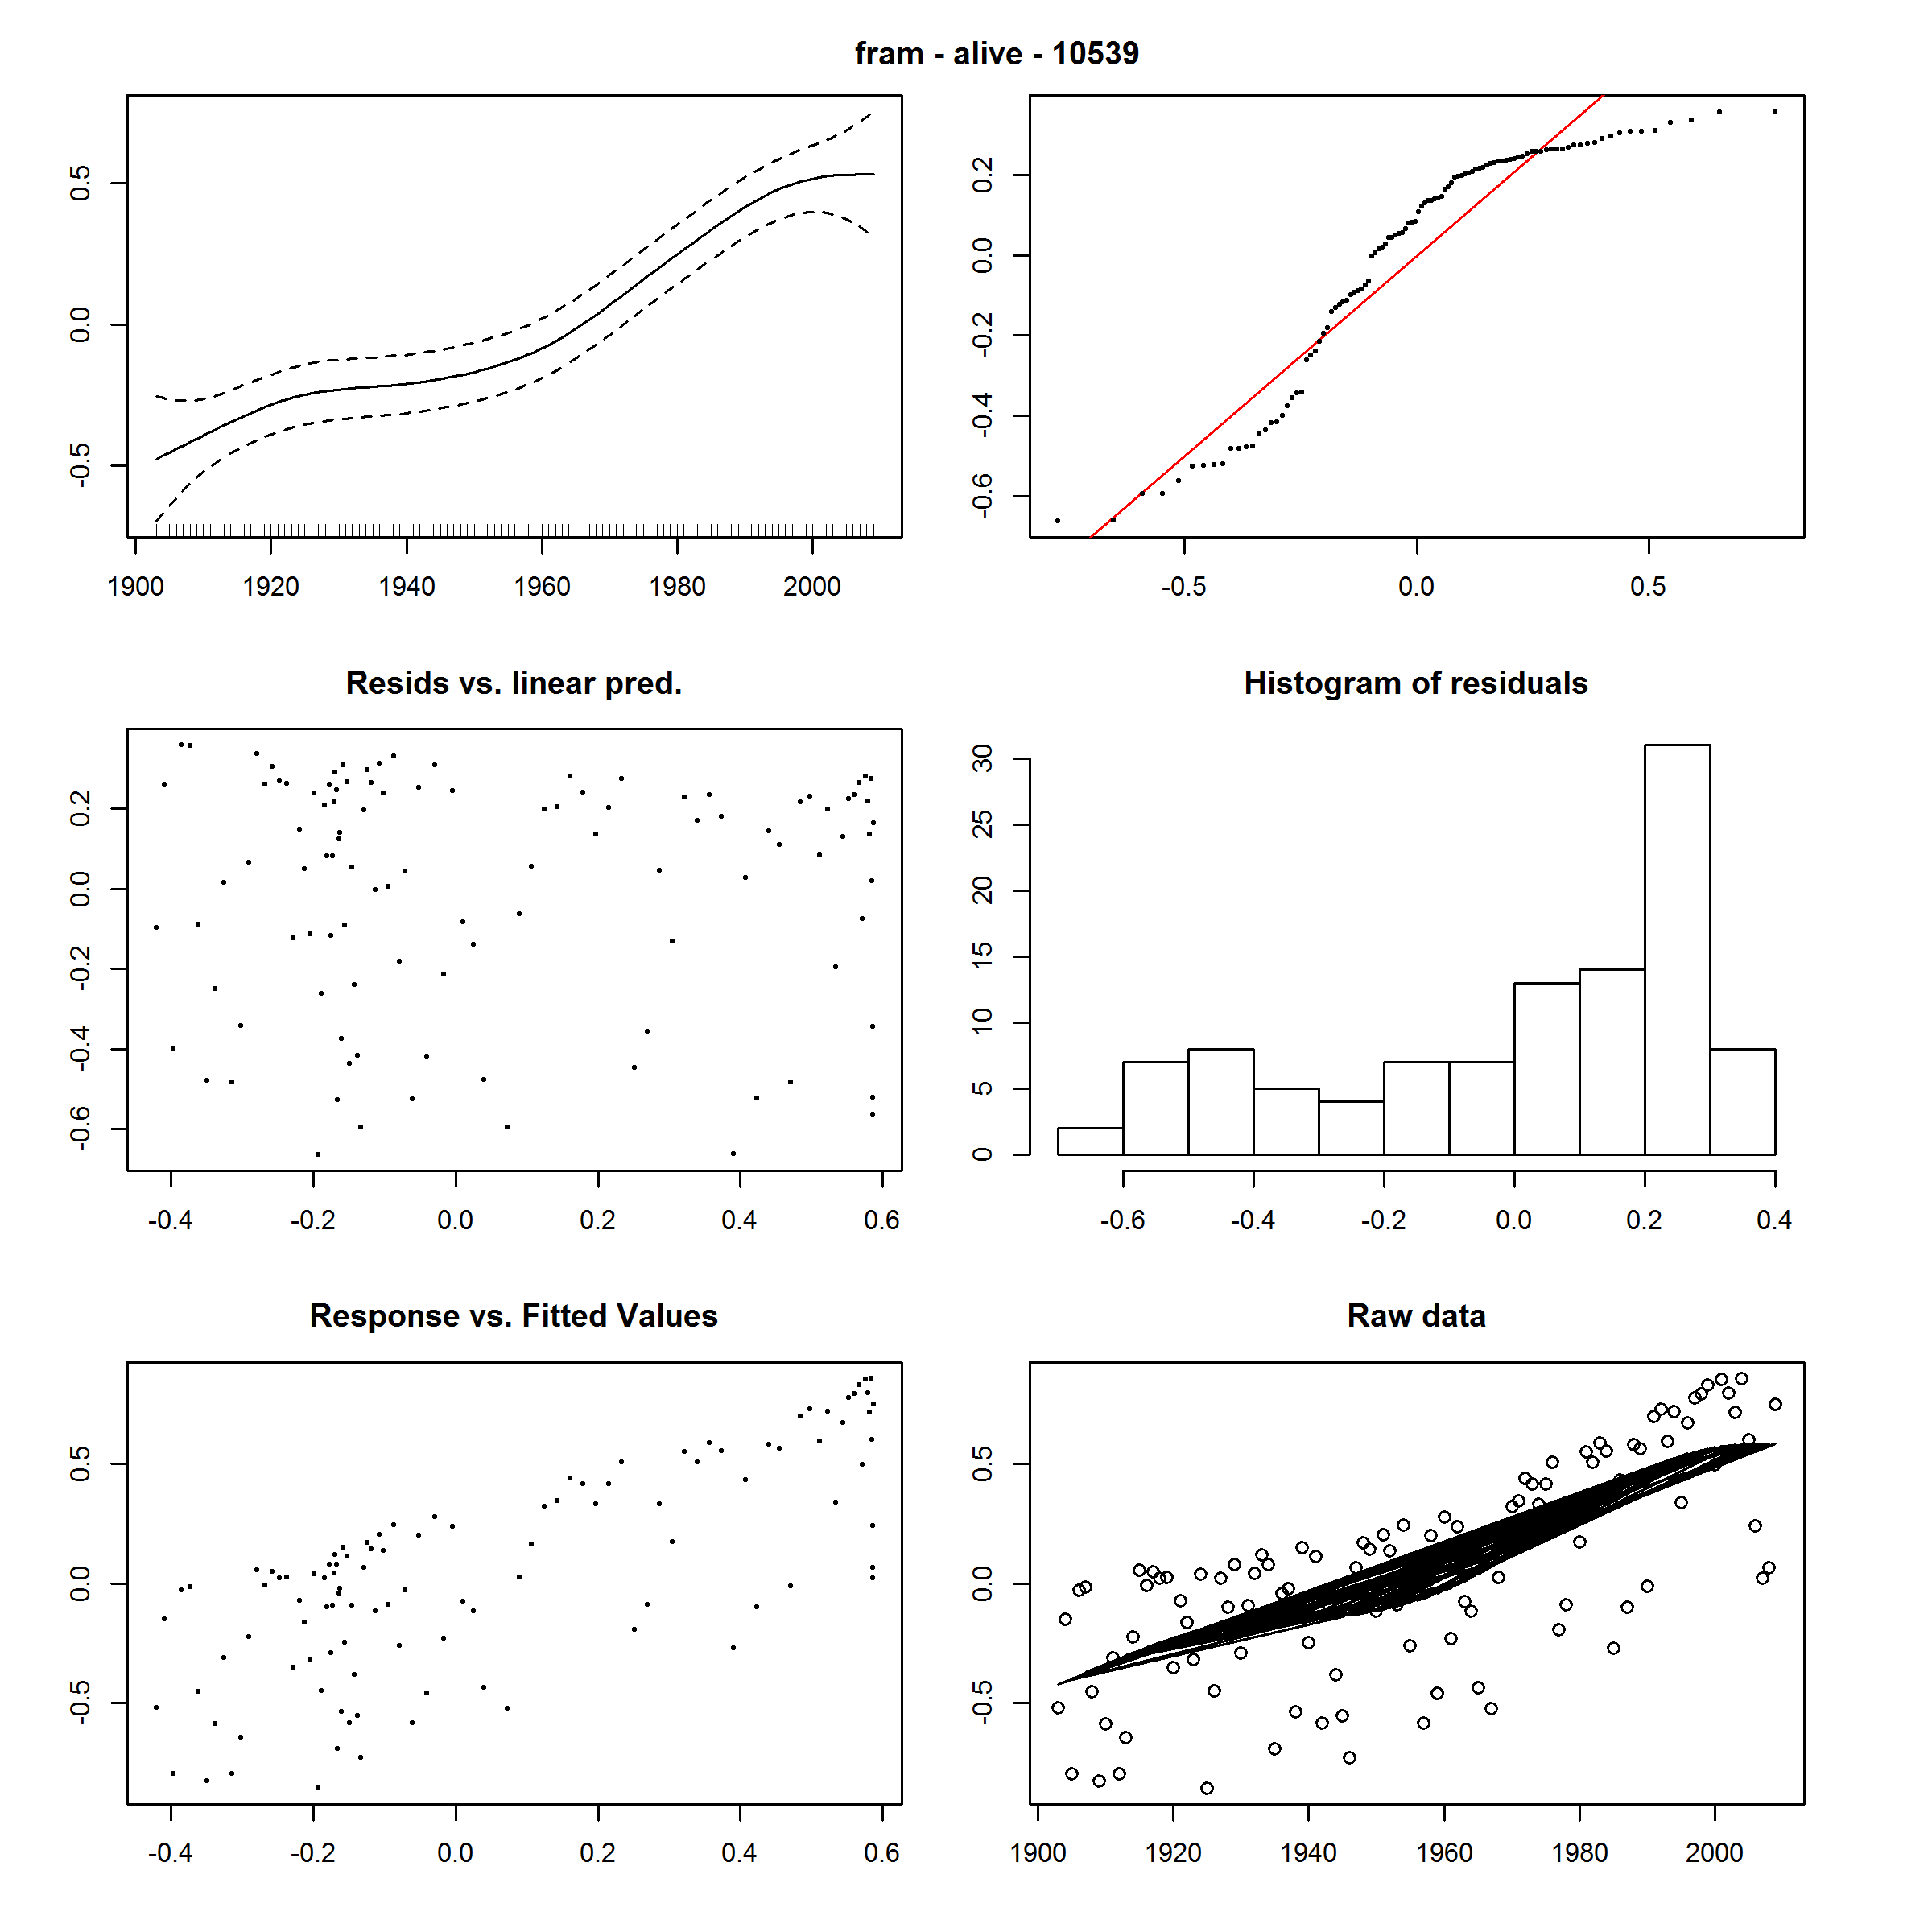 fram - alive - 10539
0.5
0.0
-0.5
1900 1920 1940 1960 1980 2000
0.2
0.0
-0.2
-0.4
-0.6
-0.5 0.0 0.5
Resids vs. linear pred.
0.2
0.0
-0.2
-0.4
-0.6
-0.4 -0.2 0.0 0.2 0.4 0.6
Histogram of residuals
30
25
20
15
10
5
0
-0.6 -0.4 -0.2 0.0 0.2 0.4
Response vs. Fitted Values
0.5
0.0
-0.5
-0.4 -0.2 0.0 0.2 0.4 0.6
Raw data
0.5
0.0
-0.5
1900 1920 1940 1960 1980 2000